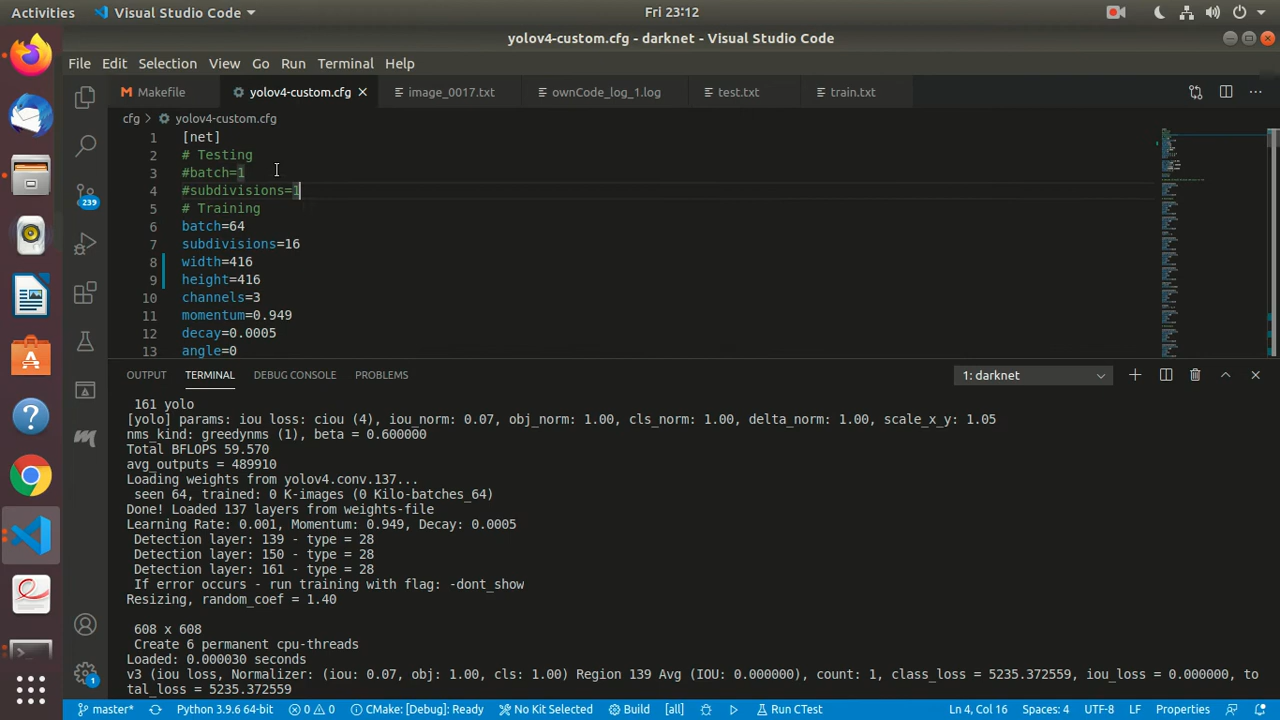 Activities Visual Studio Code Fri 23:12
yolov4-custom.cfg - darknet - Visual Studio Code
File Edit Selection View Go Run Terminal Help
Makefile yolov4-custom.cfg image_0017.txt ownCode_log_1.log test.txt train.txt
cfg > yolov4-custom.cfg
1 [net]
2 # Testing
3 #batch=1
4 #subdivisions=1
5 # Training
6 batch=64
7 subdivisions=16
8 width=416
9 height=416
10 channels=3
11 momentum=0.949
12 decay=0.0005
13 angle=0
239
OUTPUT TERMINAL DEBUG CONSOLE PROBLEMS 1: darknet
161 yolo
[yolo] params: iou loss: ciou (4), iou_norm: 0.07, obj_norm: 1.00, cls_norm: 1.00, delta_norm: 1.00, scale_x_y: 1.05
nms_kind: greedynms (1), beta = 0.600000
Total BFLOPS 59.570
avg_outputs = 489910
Loading weights from yolov4.conv.137...
seen 64, trained: 0 K-images (0 Kilo-batches_64)
Done! Loaded 137 layers from weights-file
Learning Rate: 0.001, Momentum: 0.949, Decay: 0.0005
Detection layer: 139 - type = 28
Detection layer: 150 - type = 28
Detection layer: 161 - type = 28
If error occurs - run training with flag: -dont_show
Resizing, random_coef = 1.40
608 x 608
Create 6 permanent cpu-threads
Loaded: 0.000030 seconds
v3 (iou loss, Normalizer: (iou: 0.07, obj: 1.00, cls: 1.00) Region 139 Avg (IOU: 0.000000), count: 1, class_loss = 5235.372559, iou_loss = 0.000000, to
tal_loss = 5235.372559
1
master* Python 3.9.6 64-bit 0 0 CMake: [Debug]: Ready No Kit Selected Build [all] Run CTest Ln 4, Col 16 Spaces: 4 UTF-8 LF Properties